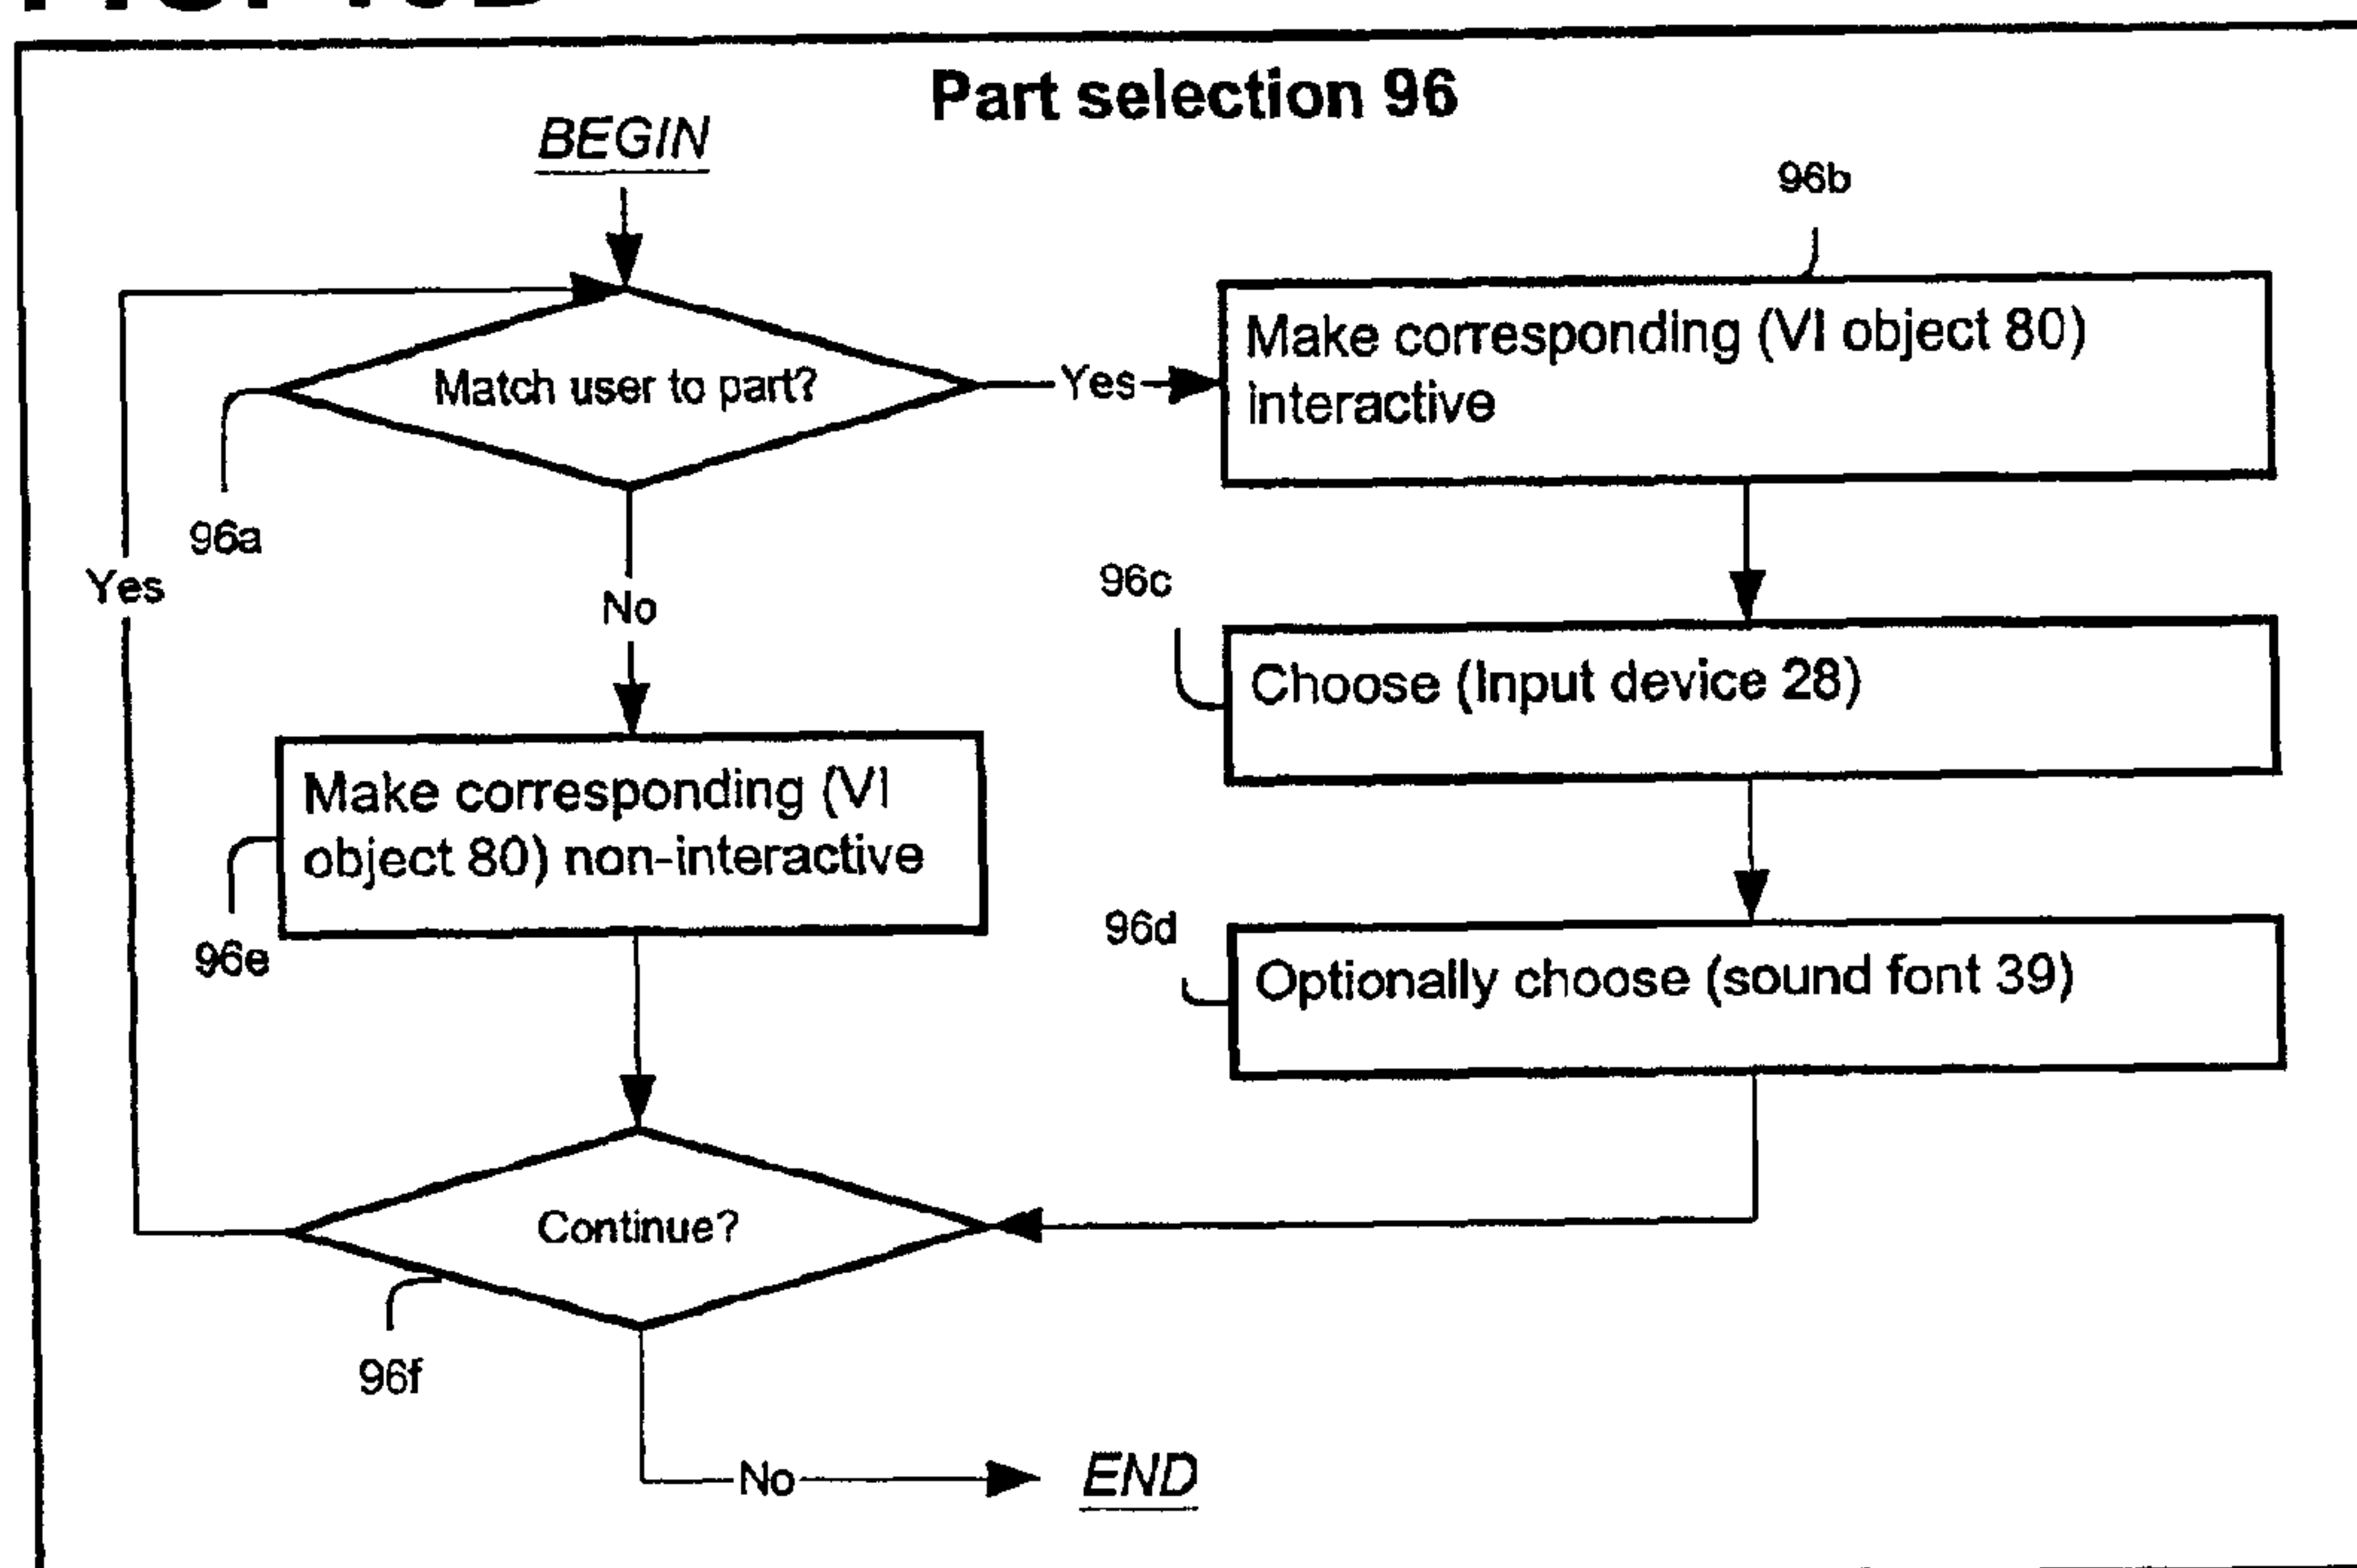 Part selection 96
BEGIN
96b
Match user to part?
Yes
Make corresponding (VI object 80)
interactive
96a
Yes
No
96c
Choose (Input device 28)
Make corresponding (VI
object 80) non-interactive
96e
96d
Optionally choose (sound font 39)
Continue?
96f
No
END